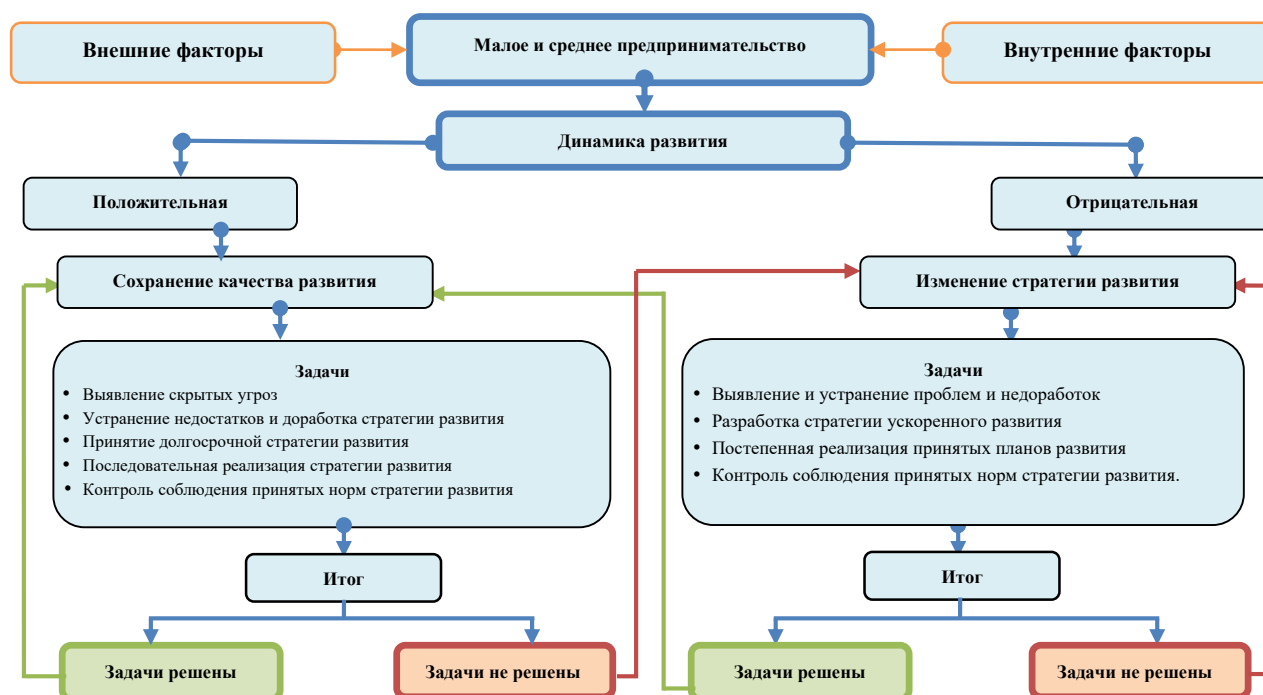 Внешние факторы
Малое и среднее предпринимательство
Внутренние факторы
Динамика развития
Положительная
Отрицательная
Сохранение качества развития
Изменение стратегии развития
Задачи
• Выявление скрытых угроз
• Устранение недостатков и доработка стратегии развития
• Принятие долгосрочной стратегии развития
• Последовательная реализация стратегии развития
• Контроль соблюдения принятых норм стратегии развития
Задачи
• Выявление и устранение проблем и недоработок
• Разработка стратегии ускоренного развития
• Постепенная реализация принятых планов развития
• Контроль соблюдения принятых норм стратегии развития.
Итог
Итог
Задачи решены
Задачи не решены
Задачи решены
Задачи не решены